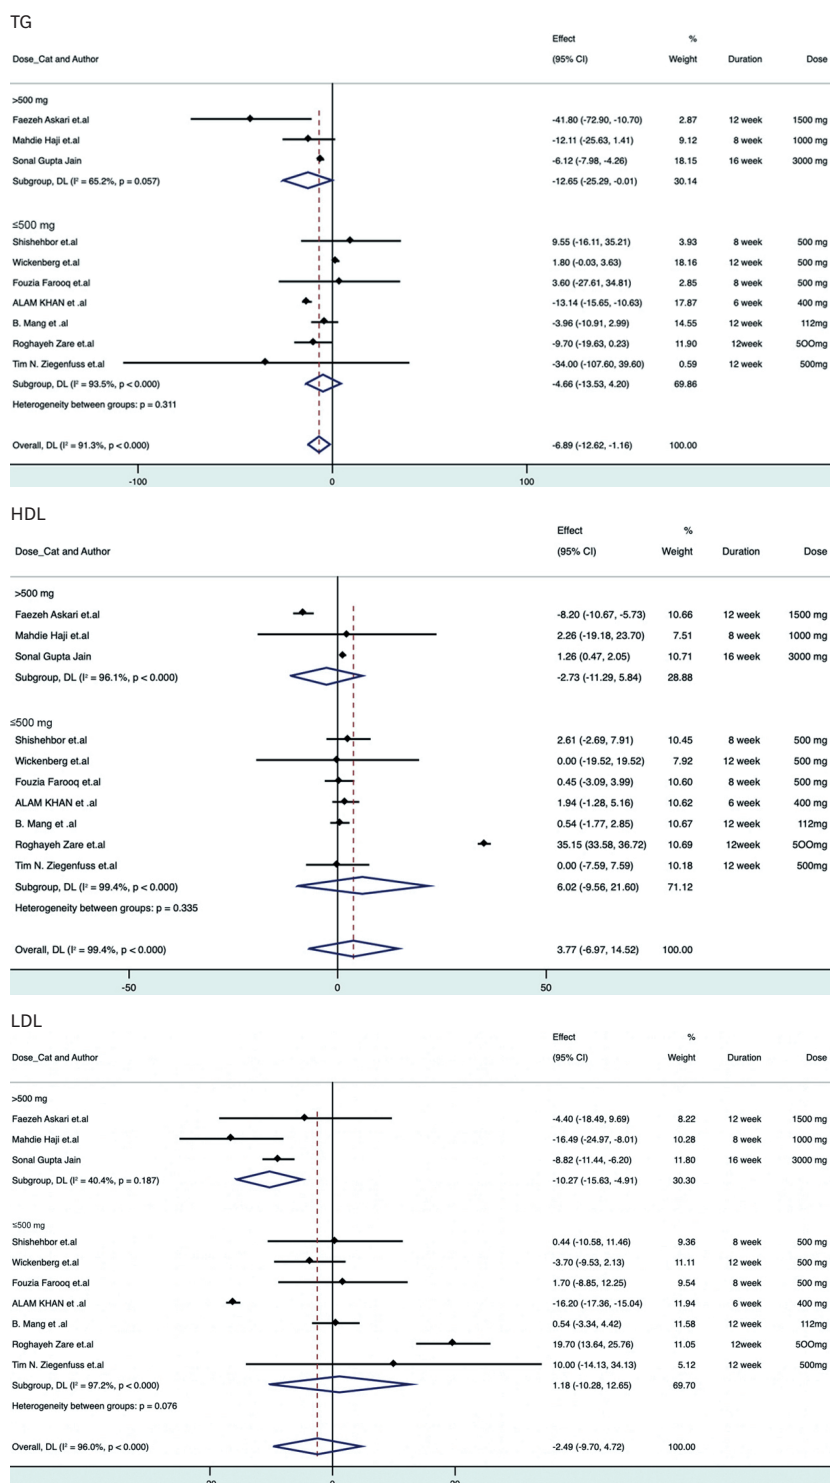 TG
Effect %
Dose_Cat and Author (95% CI) Weight Duration Dose
>500 mg
Faezeh Askari et.al -41.80 (-72.90, -10.70) 2.87 12 week 1500 mg
Mahdie Haji et.al -12.11 (-25.63, 1.41) 9.12 8 week 1000 mg
Sonal Gupta Jain -6.12 (-7.98, -4.26) 18.15 16 week 3000 mg
Subgroup, DL (I² = 65.2%, p = 0.057) -12.65 (-25.29, -0.01) 30.14
≤500 mg
Shishehbor et.al 9.55 (-16.11, 35.21) 3.93 8 week 500 mg
Wickenberg et.al 1.80 (-0.03, 3.63) 18.16 12 week 500 mg
Fouzia Farooq et.al 3.60 (-27.61, 34.81) 2.85 8 week 500 mg
ALAM KHAN et .al -13.14 (-15.65, -10.63) 17.87 6 week 400 mg
B. Mang et .al -3.96 (-10.91, 2.99) 14.55 12 week 112mg
Roghayeh Zare et.al -9.70 (-19.63, 0.23) 11.90 12week 5OOmg
Tim N. Ziegenfuss et.al -34.00 (-107.60, 39.60) 0.59 12 week 500mg
Subgroup, DL (I² = 93.5%, p < 0.000) -4.66 (-13.53, 4.20) 69.86
Heterogeneity between groups: p = 0.311
Overall, DL (I² = 91.3%, p < 0.000) -6.89 (-12.62, -1.16) 100.00
-100 0 100
HDL
Effect %
Dose_Cat and Author (95% CI) Weight Duration Dose
>500 mg
Faezeh Askari et.al -8.20 (-10.67, -5.73) 10.66 12 week 1500 mg
Mahdie Haji et.al 2.26 (-19.18, 23.70) 7.51 8 week 1000 mg
Sonal Gupta Jain 1.26 (0.47, 2.05) 10.71 16 week 3000 mg
Subgroup, DL (I² = 96.1%, p < 0.000) -2.73 (-11.29, 5.84) 28.88
≤500 mg
Shishehbor et.al 2.61 (-2.69, 7.91) 10.45 8 week 500 mg
Wickenberg et.al 0.00 (-19.52, 19.52) 7.92 12 week 500 mg
Fouzia Farooq et.al 0.45 (-3.09, 3.99) 10.60 8 week 500 mg
ALAM KHAN et .al 1.94 (-1.28, 5.16) 10.62 6 week 400 mg
B. Mang et .al 0.54 (-1.77, 2.85) 10.67 12 week 112mg
Roghayeh Zare et.al 35.15 (33.58, 36.72) 10.69 12week 5OOmg
Tim N. Ziegenfuss et.al 0.00 (-7.59, 7.59) 10.18 12 week 500mg
Subgroup, DL (I² = 99.4%, p < 0.000) 6.02 (-9.56, 21.60) 71.12
Heterogeneity between groups: p = 0.335
Overall, DL (I² = 99.4%, p < 0.000) 3.77 (-6.97, 14.52) 100.00
-50 0 50
LDL
Effect %
Dose_Cat and Author (95% CI) Weight Duration Dose
>500 mg
Faezeh Askari et.al -4.40 (-18.49, 9.69) 8.22 12 week 1500 mg
Mahdie Haji et.al -16.49 (-24.97, -8.01) 10.28 8 week 1000 mg
Sonal Gupta Jain -8.82 (-11.44, -6.20) 11.80 16 week 3000 mg
Subgroup, DL (I² = 40.4%, p = 0.187) -10.27 (-15.63, -4.91) 30.30
≤500 mg
Shishehbor et.al 0.44 (-10.58, 11.46) 9.36 8 week 500 mg
Wickenberg et.al -3.70 (-9.53, 2.13) 11.11 12 week 500 mg
Fouzia Farooq et.al 1.70 (-8.85, 12.25) 9.54 8 week 500 mg
ALAM KHAN et .al -16.20 (-17.36, -15.04) 11.94 6 week 400 mg
B. Mang et .al 0.54 (-3.34, 4.42) 11.58 12 week 112mg
Roghayeh Zare et.al 19.70 (13.64, 25.76) 11.05 12week 5OOmg
Tim N. Ziegenfuss et.al 10.00 (-14.13, 34.13) 5.12 12 week 500mg
Subgroup, DL (I² = 97.2%, p < 0.000) 1.18 (-10.28, 12.65) 69.70
Heterogeneity between groups: p = 0.076
Overall, DL (I² = 96.0%, p < 0.000) -2.49 (-9.70, 4.72) 100.00